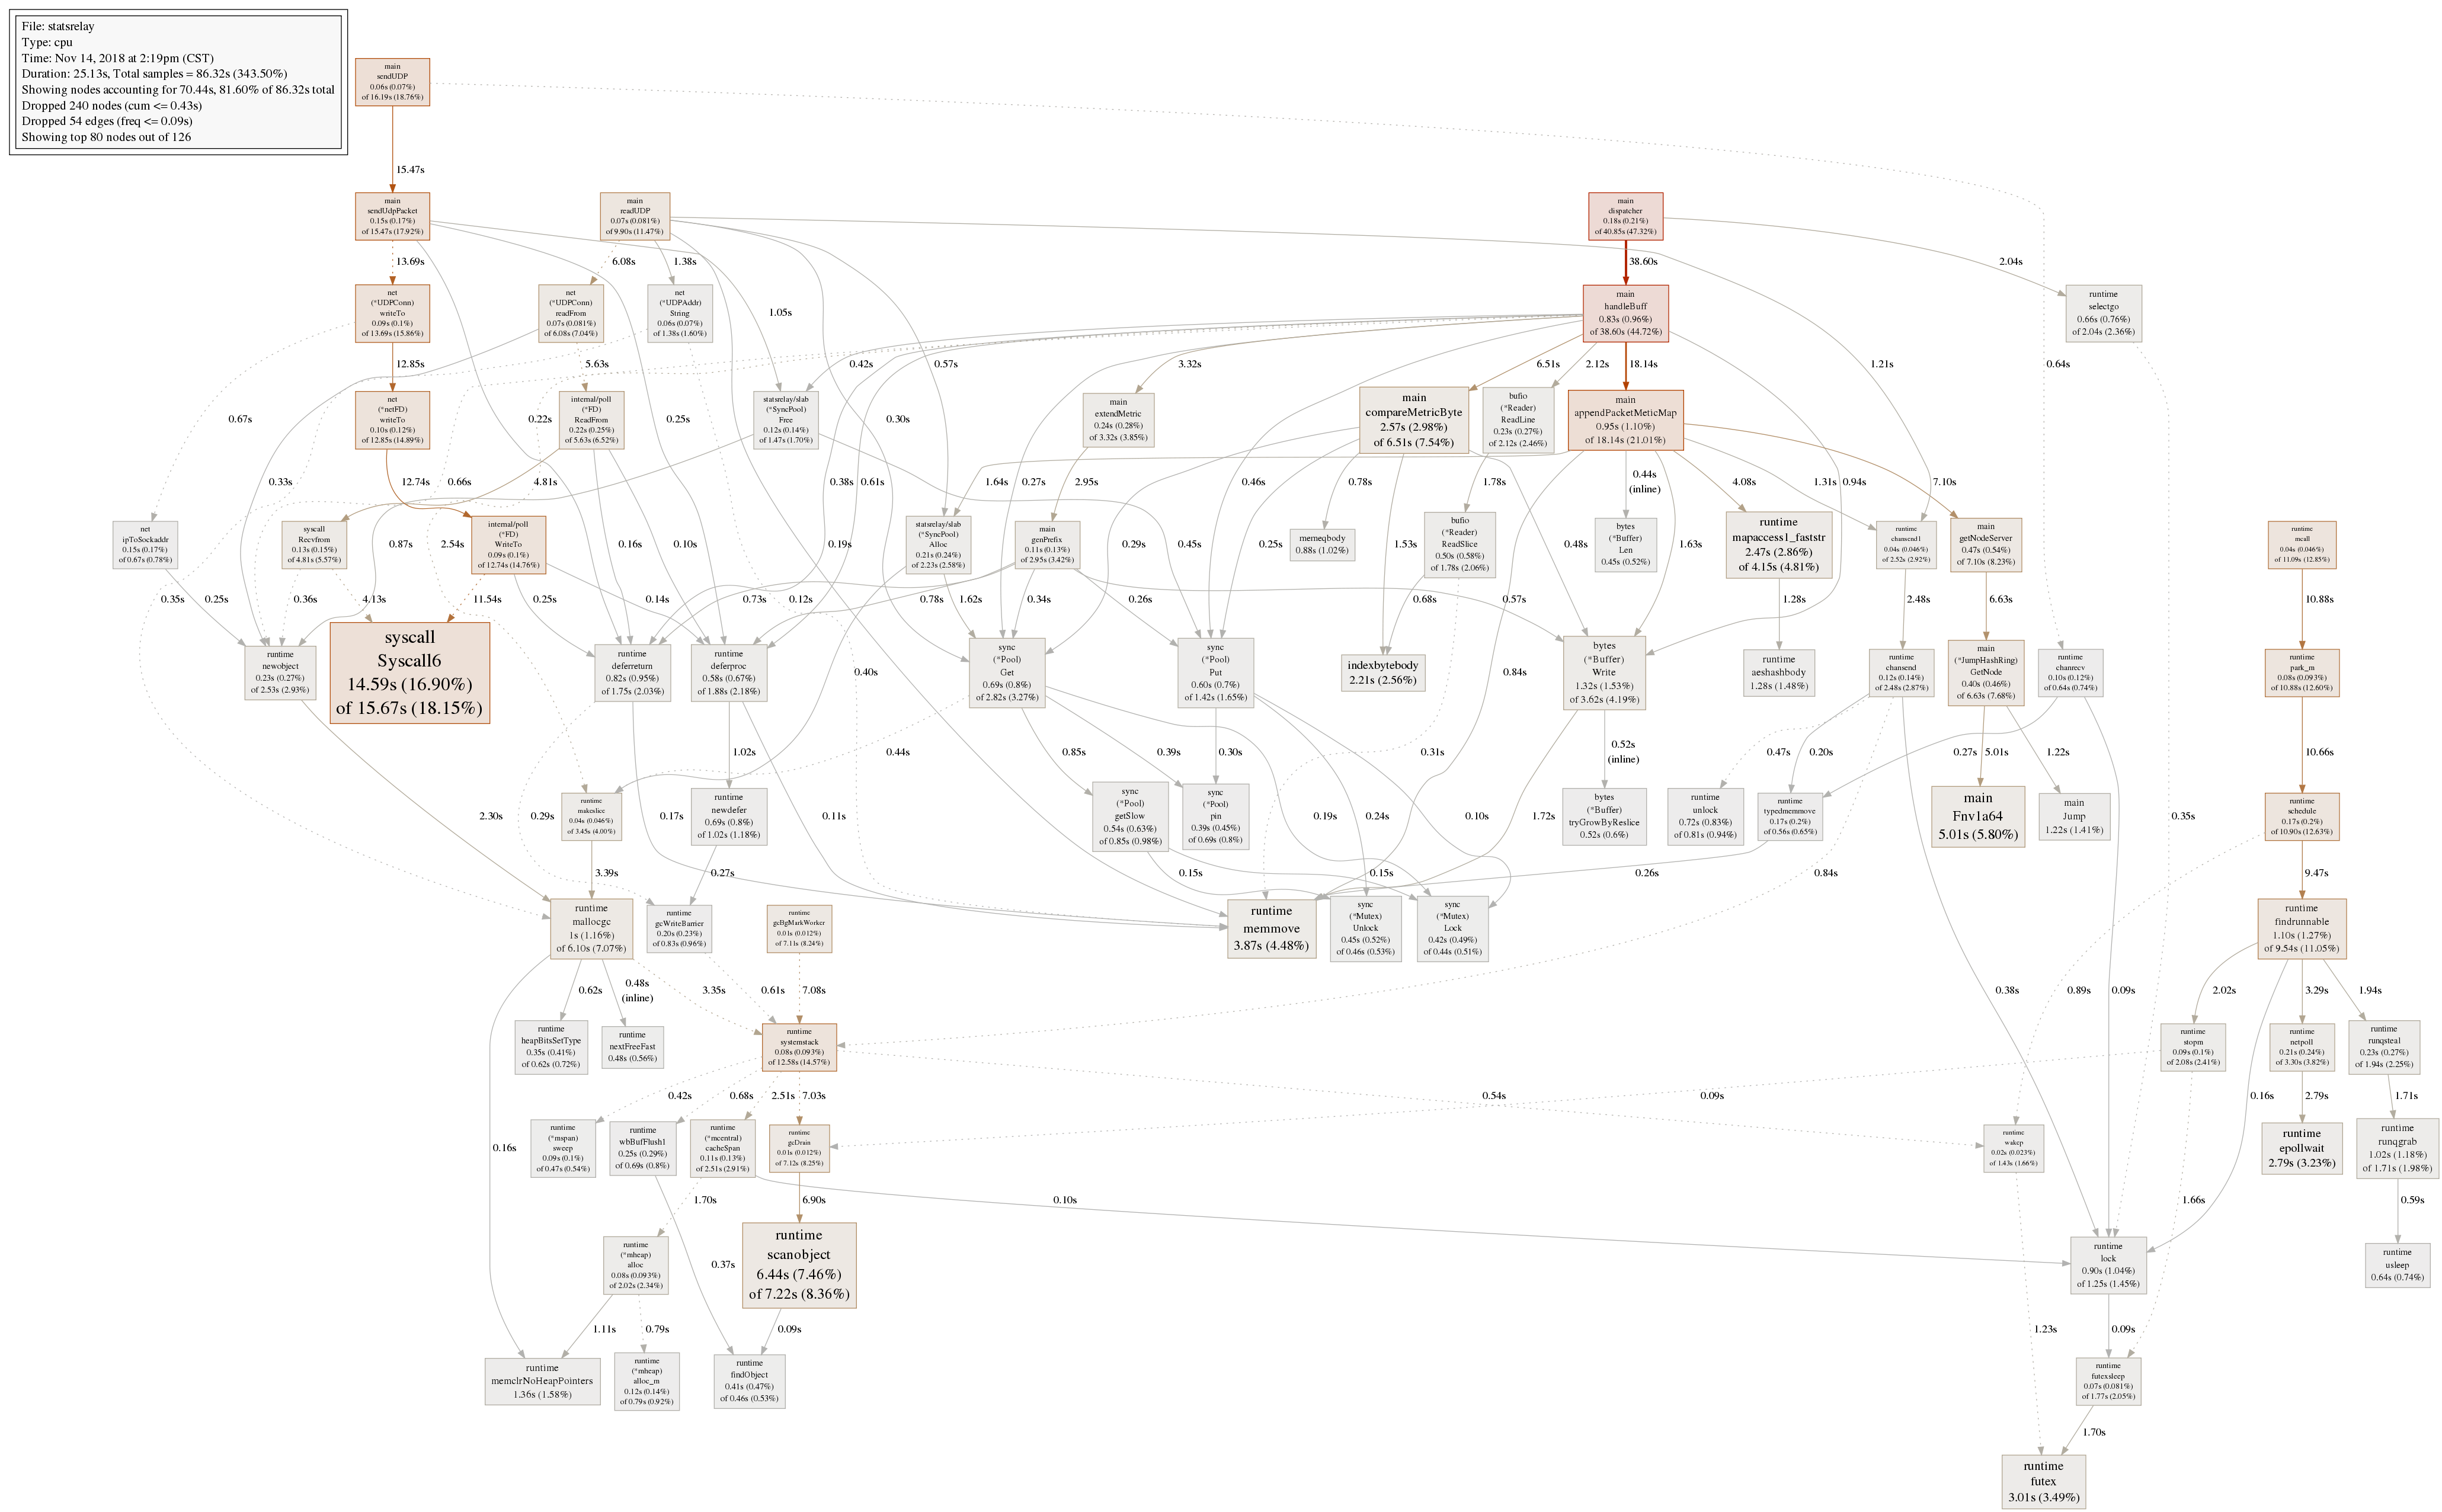 File: statsrelay
Type: cpu
Time: Nov 14, 2018 at 2:19pm (CST)
Duration: 25.13s, Total samples = 86.32s (343.50%)
Showing nodes accounting for 70.44s, 81.60% of 86.32s total
Dropped 240 nodes (cum <= 0.43s)
Dropped 54 edges (freq <= 0.09s)
Showing top 80 nodes out of 126
main
sendUDP
0.06s (0.07%)
of 16.19s (18.76%)
15.47s
main
sendUdpPacket
0.15s (0.17%)
of 15.47s (17.92%)
main
readUDP
0.07s (0.081%)
of 9.90s (11.47%)
main
dispatcher
0.18s (0.21%)
of 40.85s (47.32%)
13.69s
6.08s
1.38s
38.60s
2.04s
net
(*UDPConn)
writeTo
0.09s (0.1%)
of 13.69s (15.86%)
net
(*UDPConn)
readFrom
0.07s (0.081%)
of 6.08s (7.04%)
net
(*UDPAddr)
String
0.06s (0.07%)
of 1.38s (1.60%)
1.05s
main
handleBuff
0.83s (0.96%)
of 38.60s (44.72%)
runtime
selectgo
0.66s (0.76%)
of 2.04s (2.36%)
12.85s
5.63s
0.42s
0.57s
3.32s
6.51s
2.12s
18.14s
1.21s
0.64s
net
(*netFD)
writeTo
0.10s (0.12%)
of 12.85s (14.89%)
internal/poll
(*FD)
ReadFrom
0.22s (0.25%)
of 5.63s (6.52%)
statsrelay/slab
(*SyncPool)
Free
0.12s (0.14%)
of 1.47s (1.70%)
main
extendMetric
0.24s (0.28%)
of 3.32s (3.85%)
main
compareMetricByte
2.57s (2.98%)
of 6.51s (7.54%)
bufio
(*Reader)
ReadLine
0.23s (0.27%)
of 2.12s (2.46%)
main
appendPacketMeticMap
0.95s (1.10%)
of 18.14s (21.01%)
0.67s
0.22s
0.25s
0.30s
0.33s
12.74s
0.66s
4.81s
0.38s
0.61s
1.64s
0.27s
2.95s
0.46s
0.78s
1.78s
0.44s
(inline)
4.08s
1.31s
0.94s
7.10s
net
ipToSockaddr
0.15s (0.17%)
of 0.67s (0.78%)
syscall
Recvfrom
0.13s (0.15%)
of 4.81s (5.57%)
internal/poll
(*FD)
WriteTo
0.09s (0.1%)
of 12.74s (14.76%)
statsrelay/slab
(*SyncPool)
Alloc
0.21s (0.24%)
of 2.23s (2.58%)
main
genPrefix
0.11s (0.13%)
of 2.95s (3.42%)
memeqbody
0.88s (1.02%)
bufio
(*Reader)
ReadSlice
0.50s (0.58%)
of 1.78s (2.06%)
bytes
(*Buffer)
Len
0.45s (0.52%)
runtime
mapaccess1_faststr
2.47s (2.86%)
of 4.15s (4.81%)
runtime
chansend1
0.04s (0.046%)
of 2.52s (2.92%)
main
getNodeServer
0.47s (0.54%)
of 7.10s (8.23%)
runtime
mcall
0.04s (0.046%)
of 11.09s (12.85%)
0.87s
2.54s
0.16s
0.10s
0.19s
0.29s
0.45s
0.25s
1.53s
0.48s
1.63s
0.35s
0.25s
0.36s
4.13s
11.54s
0.25s
0.14s
0.73s
0.12s
0.78s
1.62s
0.34s
0.26s
0.68s
0.57s
1.28s
2.48s
6.63s
10.88s
runtime
newobject
0.23s (0.27%)
of 2.53s (2.93%)
syscall
Syscall6
14.59s (16.90%)
of 15.67s (18.15%)
runtime
deferreturn
0.82s (0.95%)
of 1.75s (2.03%)
runtime
deferproc
0.58s (0.67%)
of 1.88s (2.18%)
0.40s
sync
(*Pool)
Get
0.69s (0.8%)
of 2.82s (3.27%)
sync
(*Pool)
Put
0.60s (0.7%)
of 1.42s (1.65%)
indexbytebody
2.21s (2.56%)
0.84s
bytes
(*Buffer)
Write
1.32s (1.53%)
of 3.62s (4.19%)
runtime
aeshashbody
1.28s (1.48%)
runtime
chansend
0.12s (0.14%)
of 2.48s (2.87%)
main
(*JumpHashRing)
GetNode
0.40s (0.46%)
of 6.63s (7.68%)
runtime
chanrecv
0.10s (0.12%)
of 0.64s (0.74%)
runtime
park_m
0.08s (0.093%)
of 10.88s (12.60%)
1.02s
0.44s
0.85s
0.39s
0.30s
0.31s
0.52s
(inline)
0.47s
0.20s
0.27s
5.01s
1.22s
10.66s
2.30s
runtime
makeslice
0.04s (0.046%)
of 3.45s (4.00%)
0.29s
0.17s
runtime
newdefer
0.69s (0.8%)
of 1.02s (1.18%)
0.11s
sync
(*Pool)
getSlow
0.54s (0.63%)
of 0.85s (0.98%)
sync
(*Pool)
pin
0.39s (0.45%)
of 0.69s (0.8%)
0.19s
0.24s
0.10s
1.72s
bytes
(*Buffer)
tryGrowByReslice
0.52s (0.6%)
runtime
unlock
0.72s (0.83%)
of 0.81s (0.94%)
runtime
typedmemmove
0.17s (0.2%)
of 0.56s (0.65%)
main
Fnv1a64
5.01s (5.80%)
main
Jump
1.22s (1.41%)
0.35s
runtime
schedule
0.17s (0.2%)
of 10.90s (12.63%)
3.39s
0.27s
0.15s
0.15s
0.26s
0.84s
9.47s
runtime
mallocgc
1s (1.16%)
of 6.10s (7.07%)
runtime
gcWriteBarrier
0.20s (0.23%)
of 0.83s (0.96%)
runtime
gcBgMarkWorker
0.01s (0.012%)
of 7.11s (8.24%)
runtime
memmove
3.87s (4.48%)
sync
(*Mutex)
Unlock
0.45s (0.52%)
of 0.46s (0.53%)
sync
(*Mutex)
Lock
0.42s (0.49%)
of 0.44s (0.51%)
runtime
findrunnable
1.10s (1.27%)
of 9.54s (11.05%)
0.62s
0.48s
(inline)
3.35s
0.61s
7.08s
0.38s
0.09s
0.89s
2.02s
3.29s
1.94s
runtime
heapBitsSetType
0.35s (0.41%)
of 0.62s (0.72%)
runtime
nextFreeFast
0.48s (0.56%)
runtime
systemstack
0.08s (0.093%)
of 12.58s (14.57%)
runtime
stopm
0.09s (0.1%)
of 2.08s (2.41%)
runtime
netpoll
0.21s (0.24%)
of 3.30s (3.82%)
runtime
runqsteal
0.23s (0.27%)
of 1.94s (2.25%)
0.42s
0.68s
2.51s
7.03s
0.54s
0.09s
0.16s
2.79s
1.71s
0.16s
runtime
(*mspan)
sweep
0.09s (0.1%)
of 0.47s (0.54%)
runtime
wbBufFlush1
0.25s (0.29%)
of 0.69s (0.8%)
runtime
(*mcentral)
cacheSpan
0.11s (0.13%)
of 2.51s (2.91%)
runtime
gcDrain
0.01s (0.012%)
of 7.12s (8.25%)
runtime
wakep
0.02s (0.023%)
of 1.43s (1.66%)
runtime
epollwait
2.79s (3.23%)
runtime
runqgrab
1.02s (1.18%)
of 1.71s (1.98%)
1.70s
6.90s
0.10s
1.66s
0.59s
runtime
(*mheap)
alloc
0.08s (0.093%)
of 2.02s (2.34%)
0.37s
runtime
scanobject
6.44s (7.46%)
of 7.22s (8.36%)
runtime
lock
0.90s (1.04%)
of 1.25s (1.45%)
runtime
usleep
0.64s (0.74%)
1.11s
0.79s
0.09s
1.23s
0.09s
runtime
memclrNoHeapPointers
1.36s (1.58%)
runtime
(*mheap)
alloc_m
0.12s (0.14%)
of 0.79s (0.92%)
runtime
findObject
0.41s (0.47%)
of 0.46s (0.53%)
runtime
futexsleep
0.07s (0.081%)
of 1.77s (2.05%)
1.70s
runtime
futex
3.01s (3.49%)